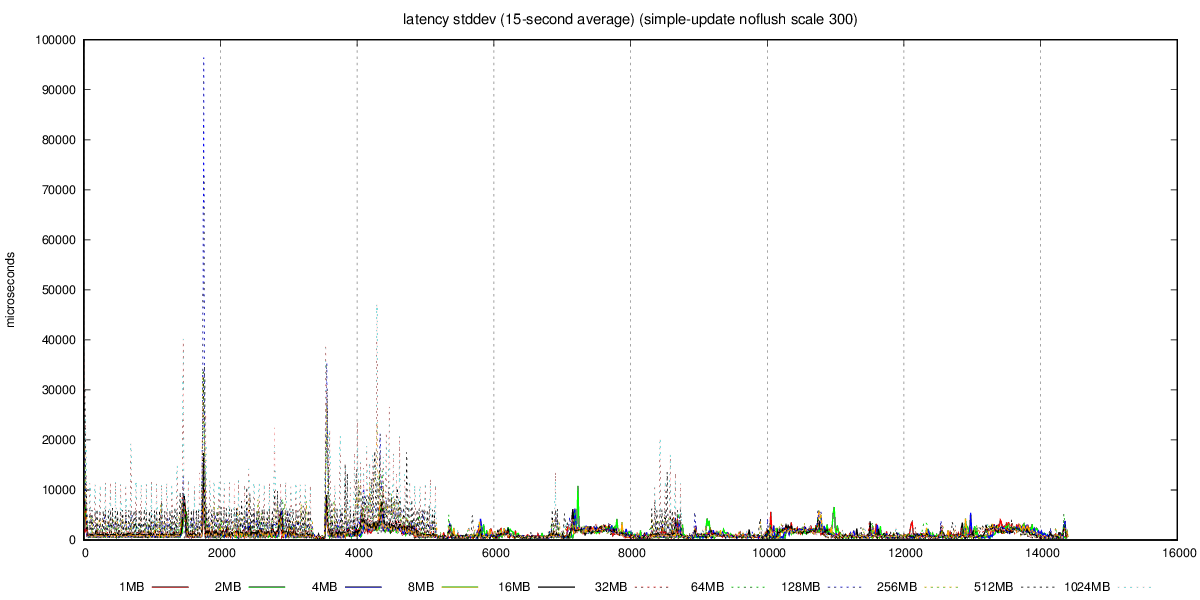 latency stddev (15-second average) (simple-update noflush scale 300)
100000
90000
80000
70000
60000
50000
40000
30000
20000
10000
0
microseconds
0 2000 4000 6000 8000 10000 12000 14000 16000
1MB 2MB 4MB 8MB 16MB 32MB 64MB 128MB 256MB 512MB 1024MB